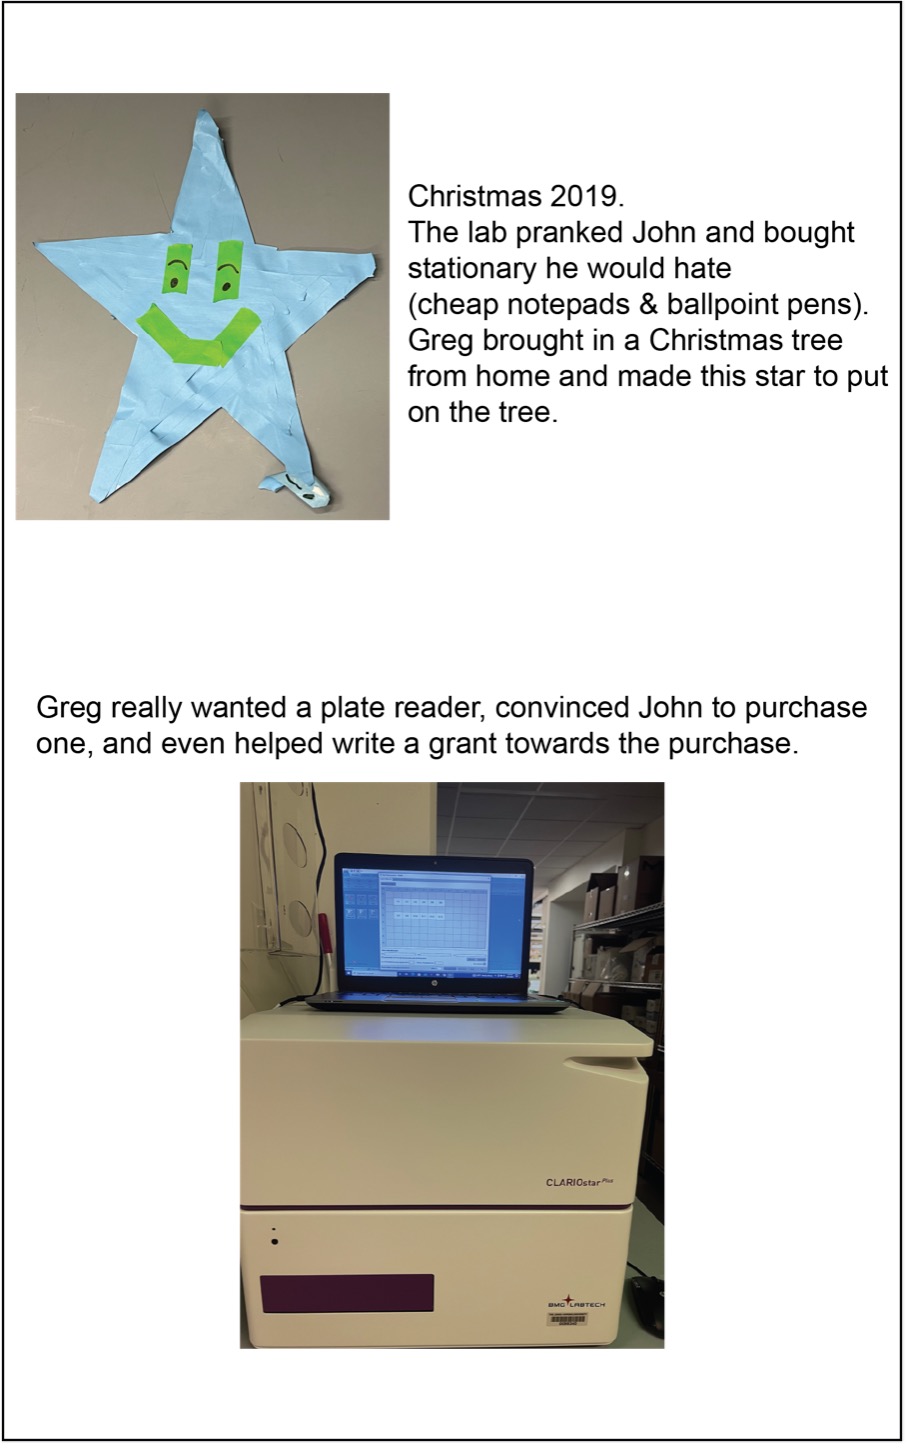 Christmas 2019.
The lab pranked John and bought
stationary he would hate
(cheap notepads & ballpoint pens).
Greg brought in a Christmas tree
from home and made this star to put
on the tree.
Greg really wanted a plate reader, convinced John to purchase
one, and even helped write a grant towards the purchase.
CLARIOstar Plus
BMG LABTECH